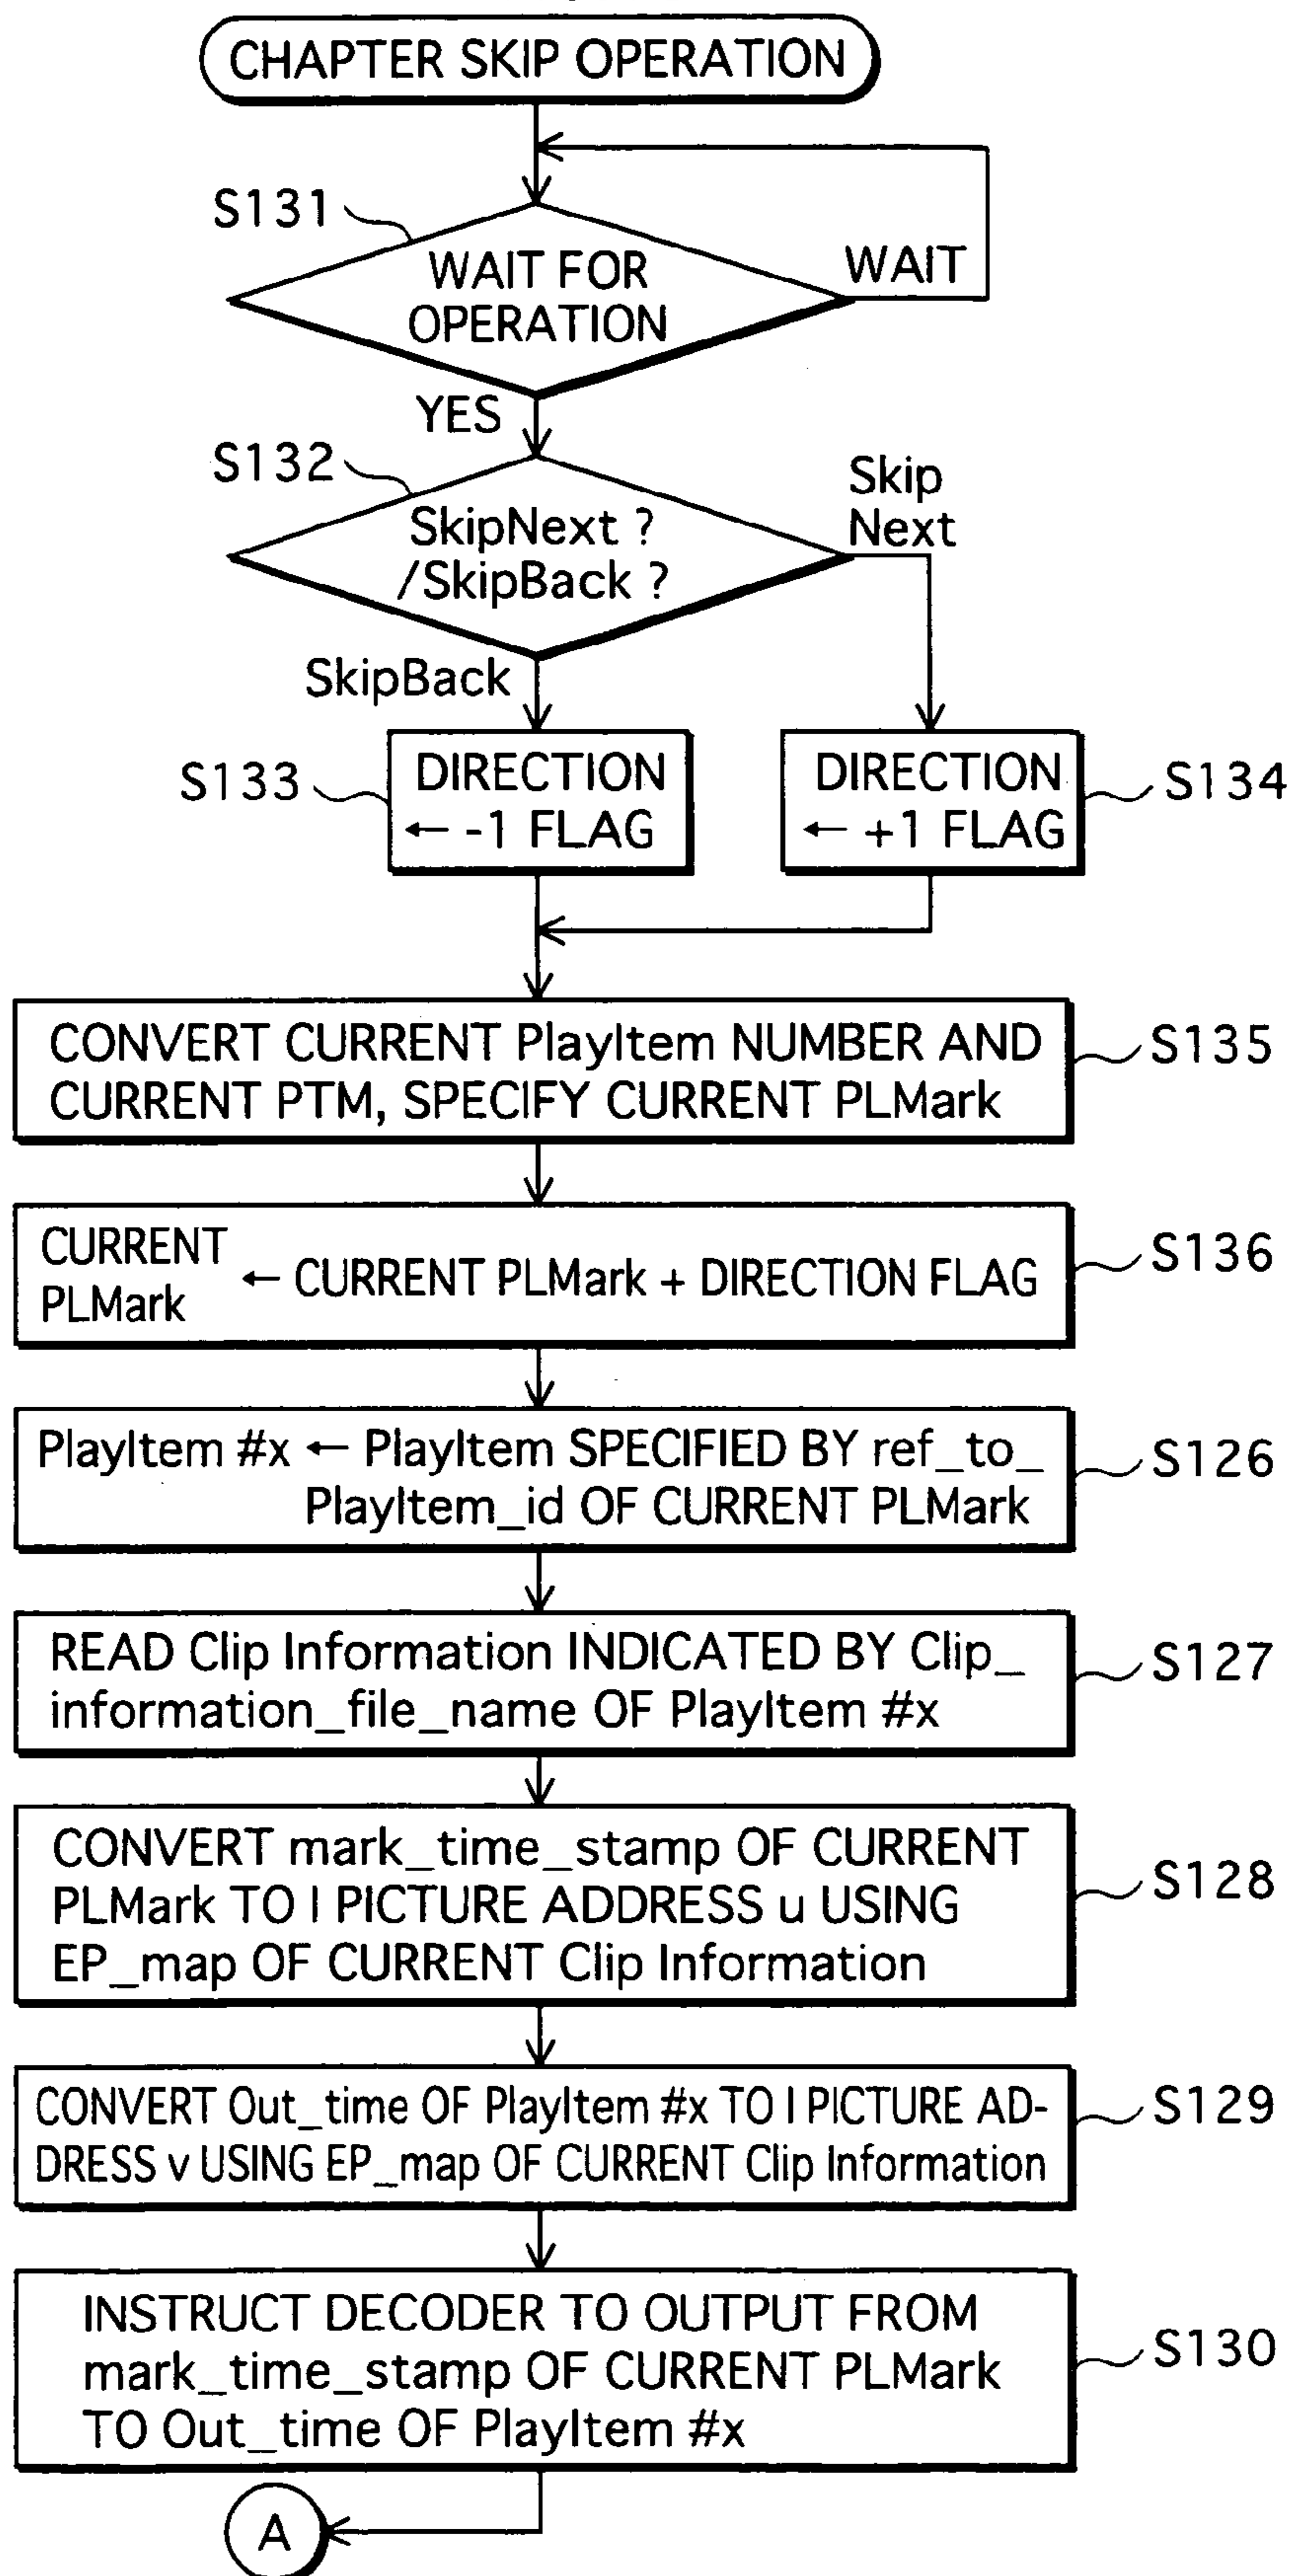 CHAPTER SKIP OPERATION
S131
WAIT FOR
OPERATION
WAIT
YES
S132
SkipNext ?
/SkipBack ?
Skip
Next
SkipBack
S133
DIRECTION
← -1 FLAG
DIRECTION
← +1 FLAG
S134
CONVERT CURRENT PlayItem NUMBER AND
CURRENT PTM, SPECIFY CURRENT PLMark
S135
CURRENT
PLMark ← CURRENT PLMark + DIRECTION FLAG
S136
PlayItem #x ← PlayItem SPECIFIED BY ref_to_
PlayItem_id OF CURRENT PLMark
S126
READ Clip Information INDICATED BY Clip_
information_file_name OF PlayItem #x
S127
CONVERT mark_time_stamp OF CURRENT
PLMark TO I PICTURE ADDRESS u USING
EP_map OF CURRENT Clip Information
S128
CONVERT Out_time OF PlayItem #x TO I PICTURE AD-
DRESS v USING EP_map OF CURRENT Clip Information
S129
INSTRUCT DECODER TO OUTPUT FROM
mark_time_stamp OF CURRENT PLMark
TO Out_time OF PlayItem #x
S130
A